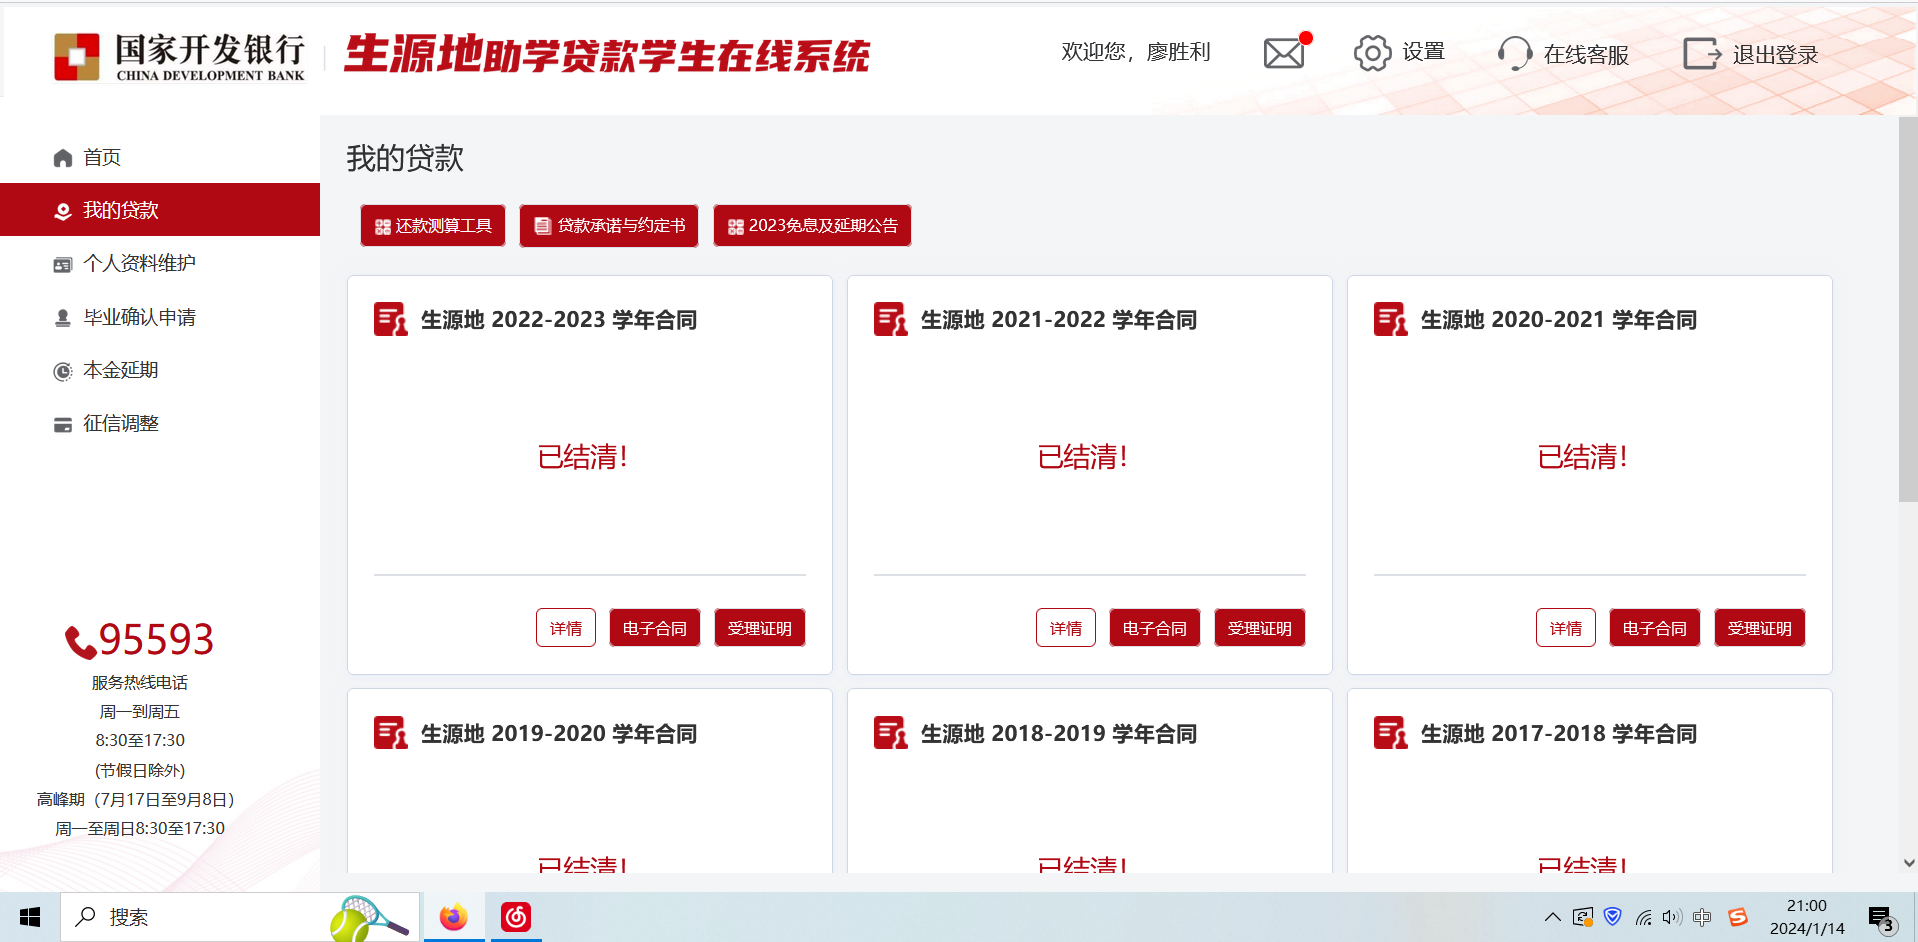 国家开发银行
CHINA DEVELOPMENT BANK
生源地助学贷款学生在线系统
欢迎您，廖胜利
设置
在线客服
退出登录
首页
我的贷款
个人资料维护
毕业确认申请
本金延期
征信调整
95593
服务热线电话
周一到周五
8:30至17:30
(节假日除外)
高峰期（7月17日至9月8日）
周一至周日8:30至17:30
我的贷款
还款测算工具
贷款承诺与约定书
2023免息及延期公告
生源地 2022-2023 学年合同
已结清！
详情
电子合同
受理证明
生源地 2021-2022 学年合同
已结清！
详情
电子合同
受理证明
生源地 2020-2021 学年合同
已结清！
详情
电子合同
受理证明
生源地 2019-2020 学年合同
已结清！
生源地 2018-2019 学年合同
已结清！
生源地 2017-2018 学年合同
已结清！
搜索
中
21:00
2024/1/14
3